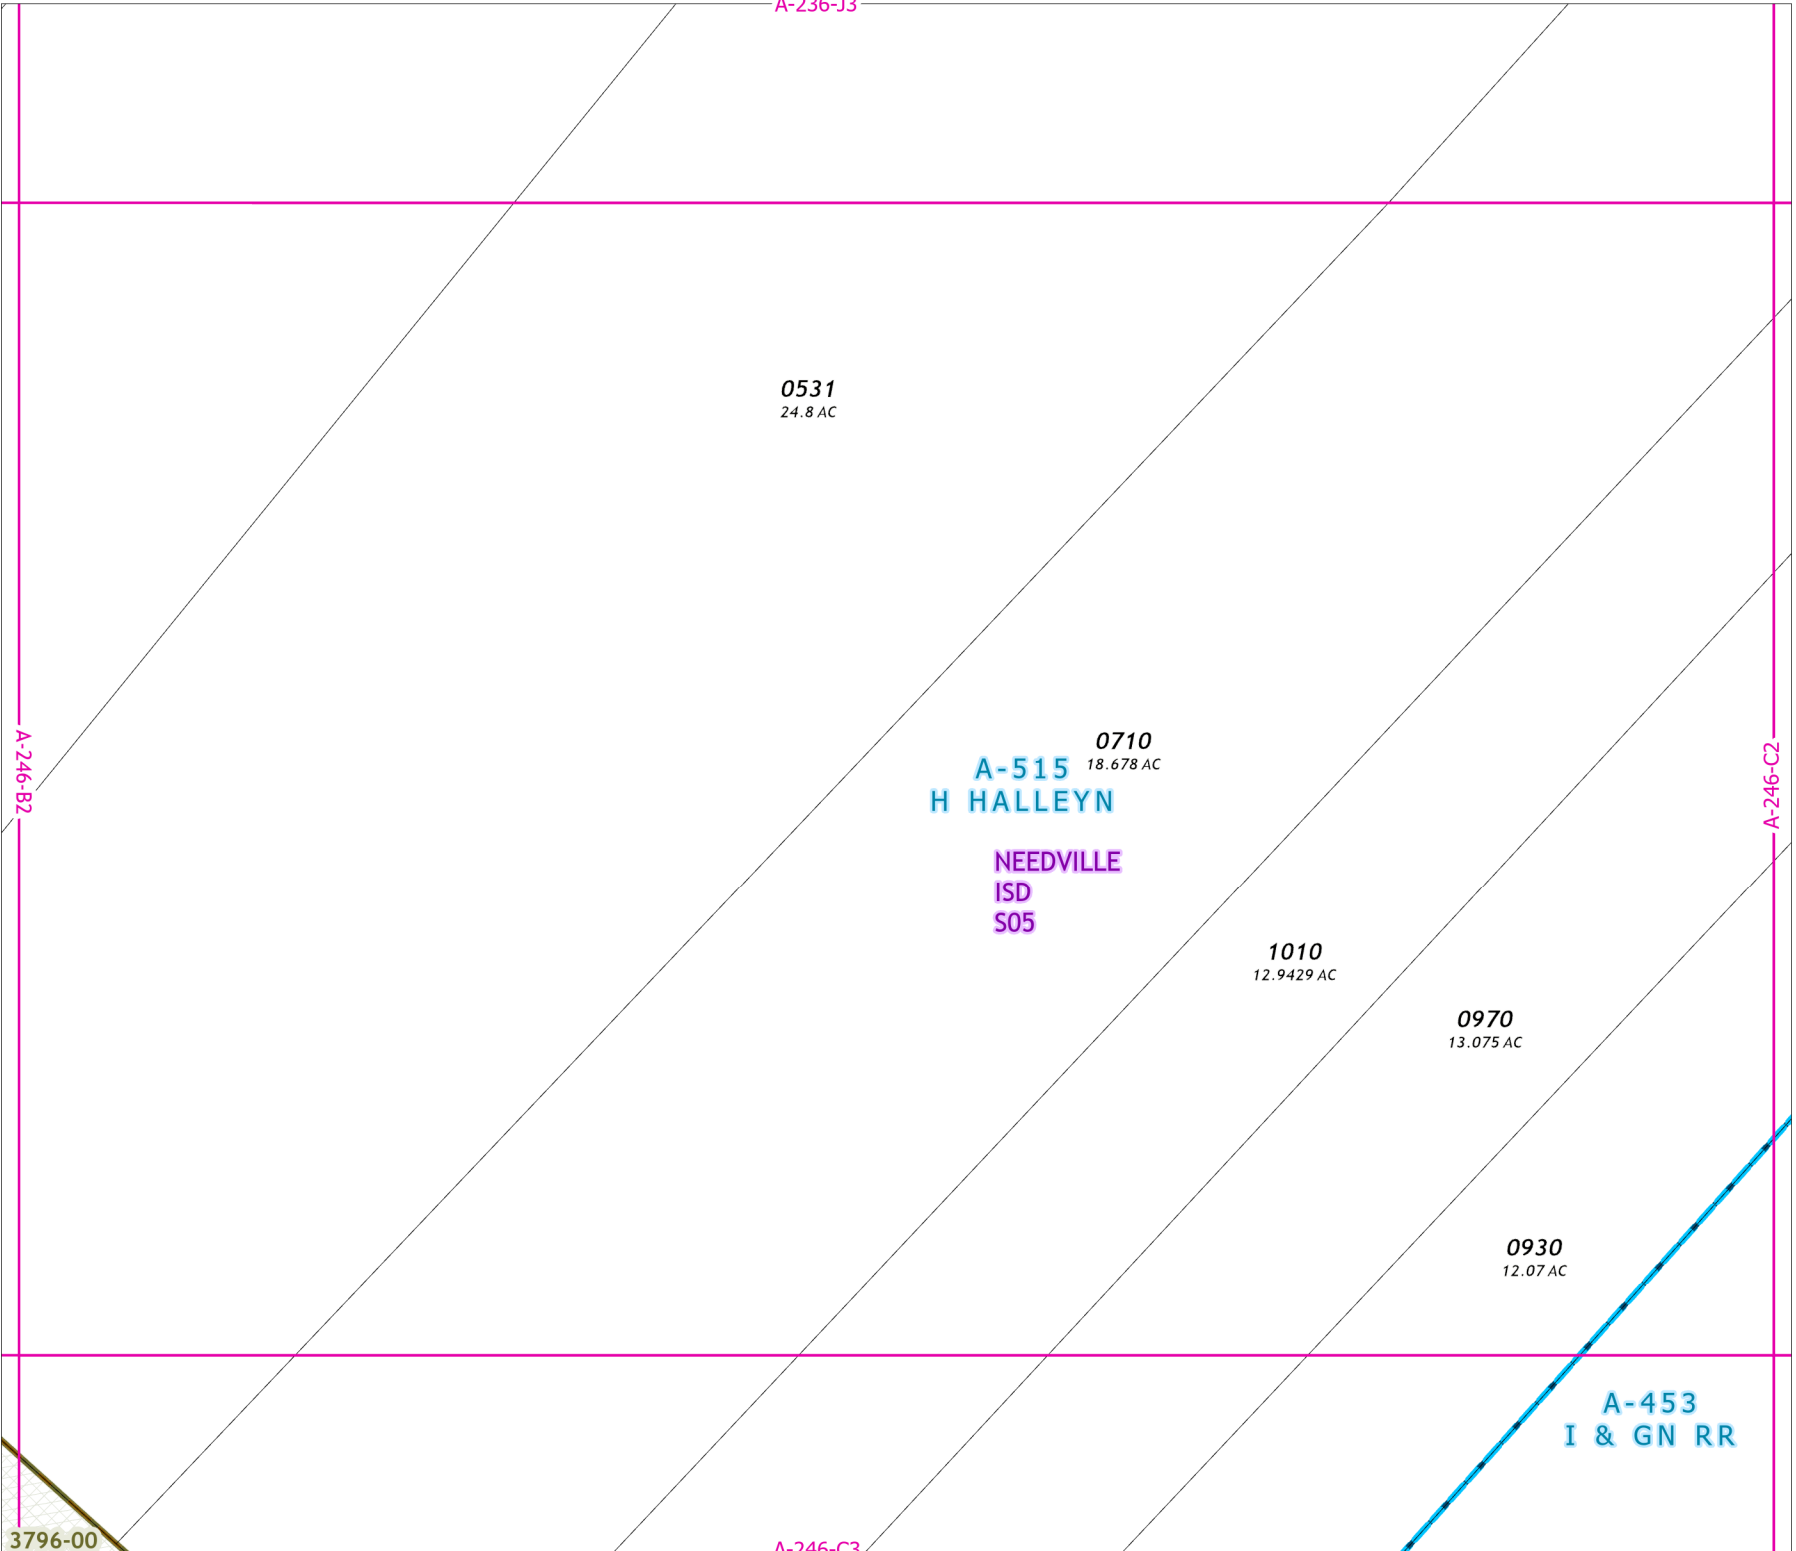 A-236-J3
0531
24.8 AC
A-246-B2
0710
18.678 AC
A-515
H HALLEYN
A-246-C2
NEEDVILLE
ISD
S05
1010
12.9429 AC
0970
13.075 AC
0930
12.07 AC
A-453
I & GN RR
3796-00
A-246-C3